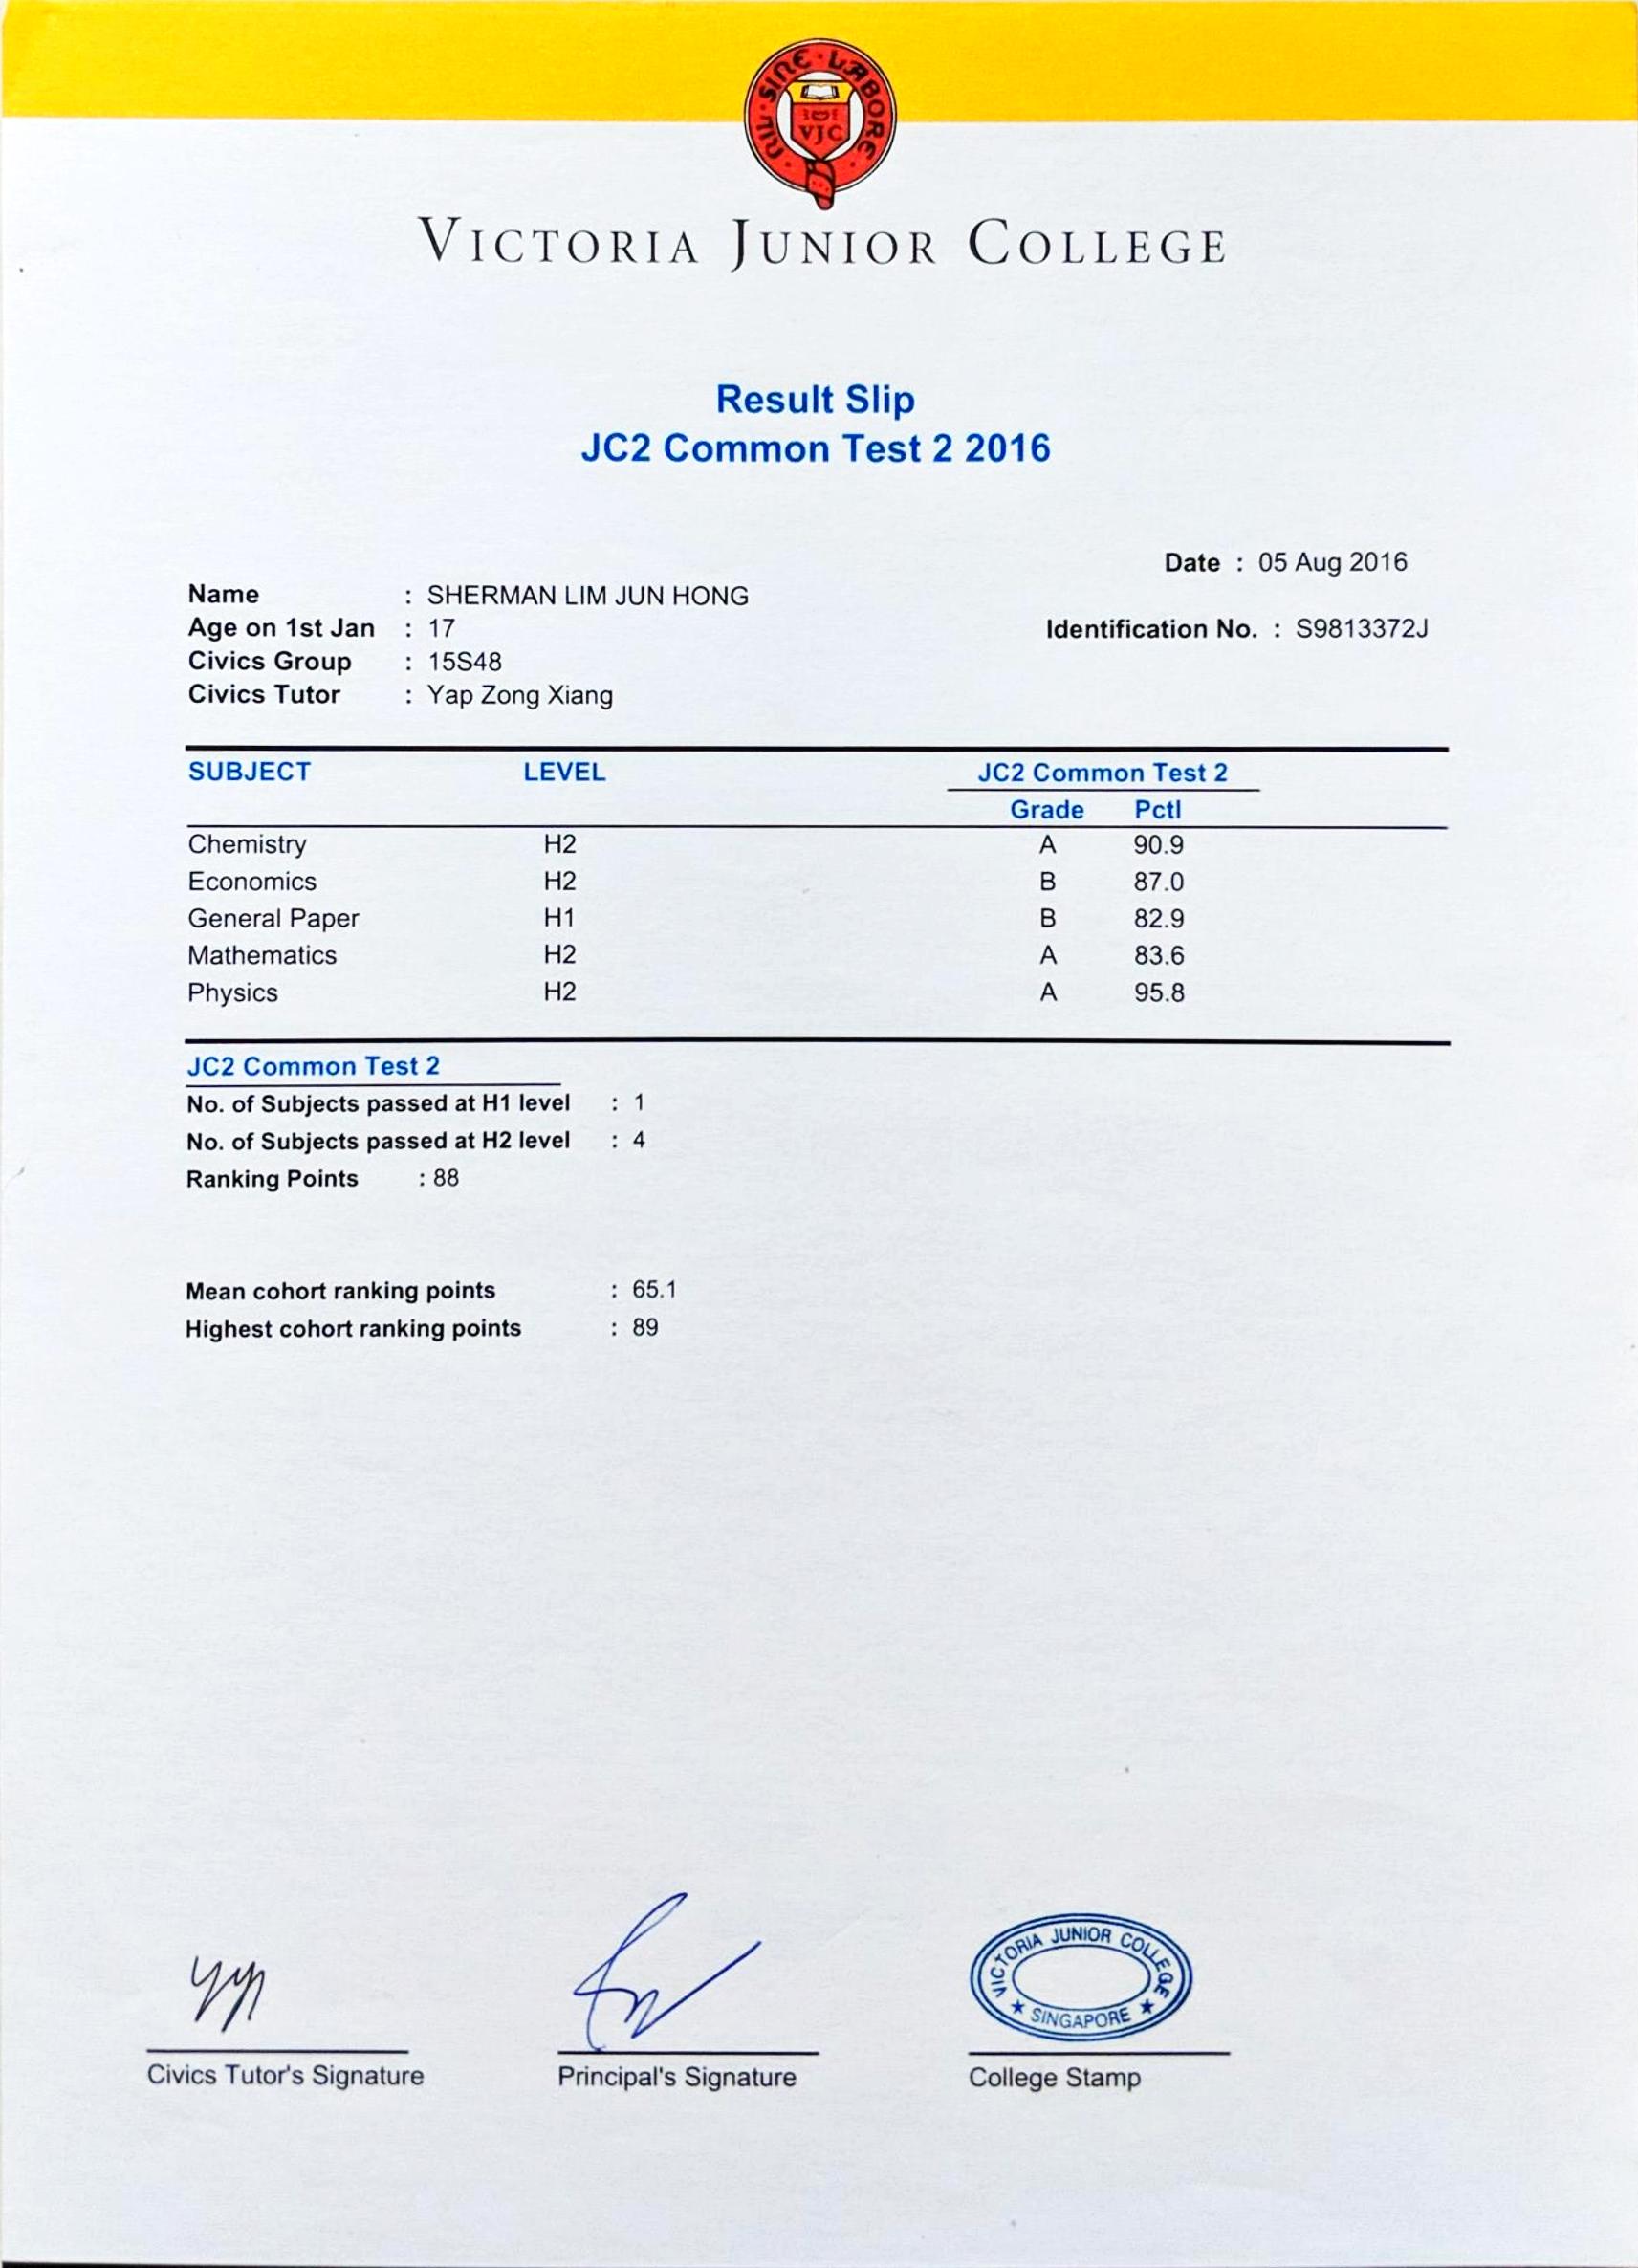 NIL · SINE · LABORE ·
VJC
VICTORIA JUNIOR COLLEGE
Result Slip
JC2 Common Test 2 2016
Date : 05 Aug 2016
Name : SHERMAN LIM JUN HONG
Age on 1st Jan : 17 Identification No. : S9813372J
Civics Group : 15S48
Civics Tutor : Yap Zong Xiang
SUBJECT LEVEL JC2 Common Test 2
Grade Pctl
Chemistry H2 A 90.9
Economics H2 B 87.0
General Paper H1 B 82.9
Mathematics H2 A 83.6
Physics H2 A 95.8
JC2 Common Test 2
No. of Subjects passed at H1 level : 1
No. of Subjects passed at H2 level : 4
Ranking Points : 88
Mean cohort ranking points : 65.1
Highest cohort ranking points : 89
VICTORIA JUNIOR COLLEGE
★ SINGAPORE ★
Civics Tutor's Signature Principal's Signature College Stamp